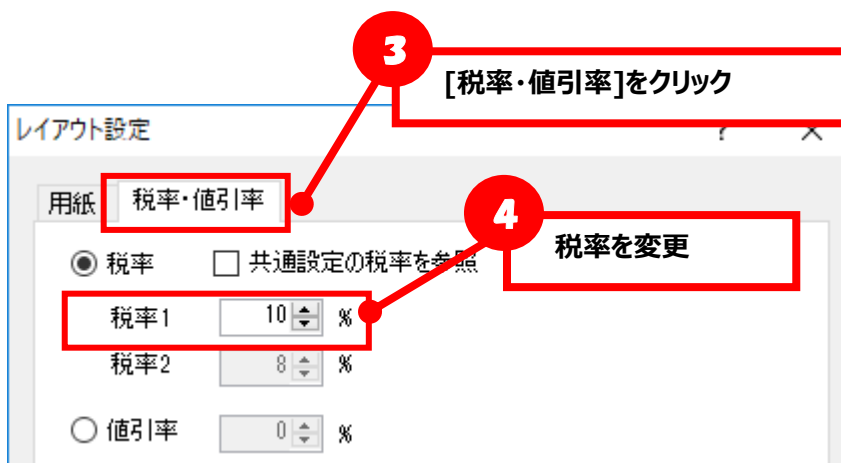 3
[税率・値引率]をクリック
レイアウト設定 ? ×
用紙 税率・値引率
4
税率を変更
税率 共通設定の税率を参照
税率1 10 %
税率2 8 %
値引率 0 %